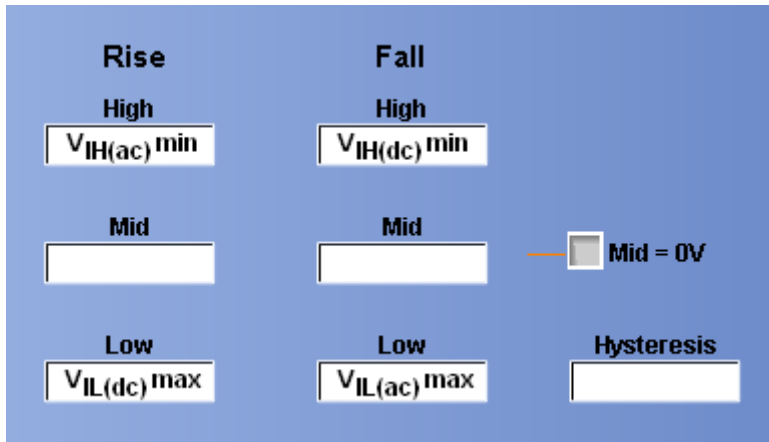 Rise Fall
High High
VIH(ac) min VIH(dc) min
Mid Mid
Mid = 0V
Low Low Hysteresis
VIL(dc) max VIL(ac) max